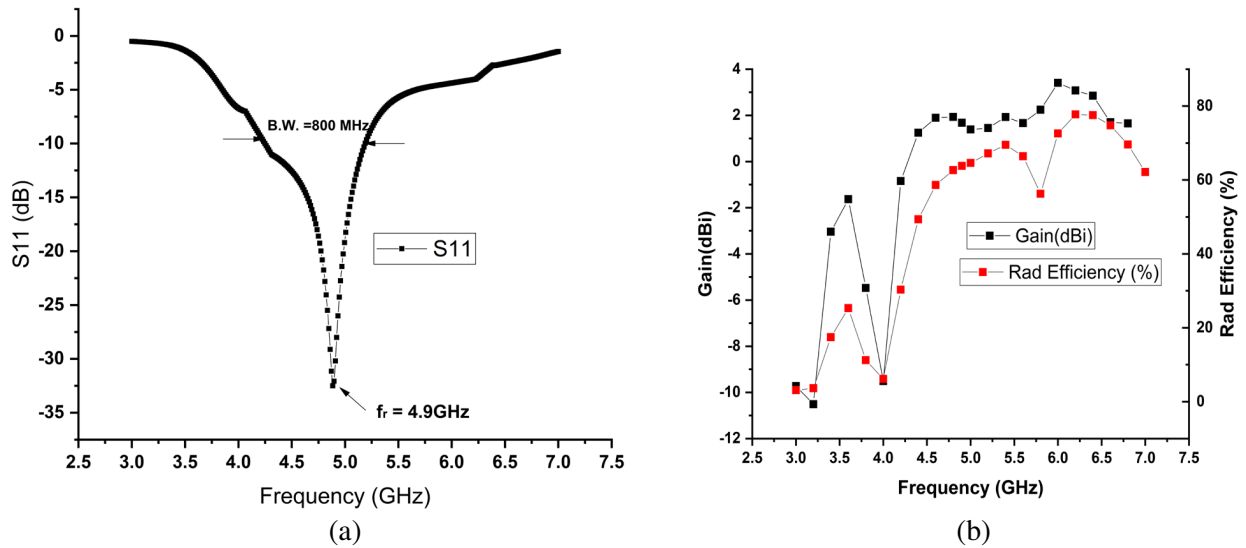 0
-5
-10
-15
-20
-25
-30
-35
S11 (dB)
B.W. =800 MHz
S11
fr = 4.9GHz
2.5 3.0 3.5 4.0 4.5 5.0 5.5 6.0 6.5 7.0 7.5
Frequency (GHz)
(a)
4
2
0
-2
-4
-6
-8
-10
-12
Gain(dBi)
Gain(dBi)
Rad Efficiency (%)
80
60
40
20
0
Rad Efficiency (%)
2.5 3.0 3.5 4.0 4.5 5.0 5.5 6.0 6.5 7.0 7.5
Frequency (GHz)
(b)